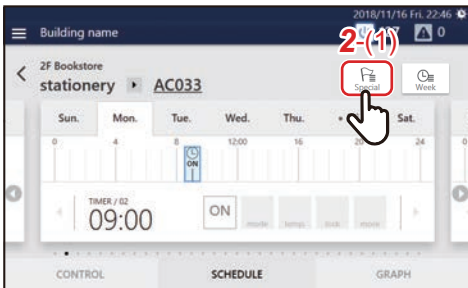 2018/11/16 Fri. 22:46
Building name
2-(1)
0
2F Bookstore
stationery AC033
Special
Week
Sun. Mon. Tue. Wed. Thu. Sat.
0 4 8 12:00 16 20 24 0
ON
TIMER / 02
09:00 ON mode temp. lock more
CONTROL SCHEDULE GRAPH